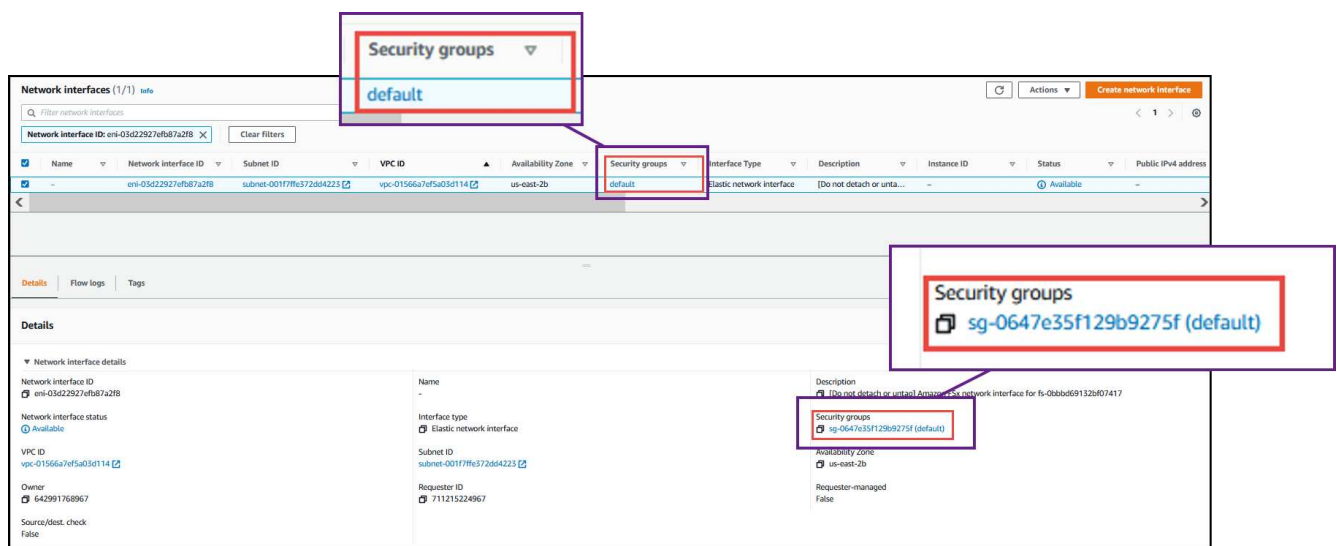 Security groups
default
Network interfaces (1/1) Info
Actions
Create network interface
Filter network interfaces
1
Network interface ID: eni-03d22927efb87a2f8
Clear filters
Name Network interface ID Subnet ID VPC ID Availability Zone Security groups Interface Type Description Instance ID Status Public IPv4 address
- eni-03d22927efb87a2f8 subnet-001f7ffe372dd4223 vpc-01566a7ef5a03d114 us-east-2b default Elastic network interface [Do not detach or unta... - Available -
Details Flow logs Tags
Security groups
sg-0647e35f129b9275f (default)
Details
Network interface details
Network interface ID
eni-03d22927efb87a2f8
Name
-
Description
[Do not detach or untag] Amazon FSx network interface for fs-0bbbd69132bf07417
Network interface status
Available
Interface type
Elastic network interface
Security groups
sg-0647e35f129b9275f (default)
VPC ID
vpc-01566a7ef5a03d114
Subnet ID
subnet-001f7ffe372dd4223
Availability Zone
us-east-2b
Owner
642991768967
Requester ID
711215224967
Requester-managed
False
Source/dest. check
False